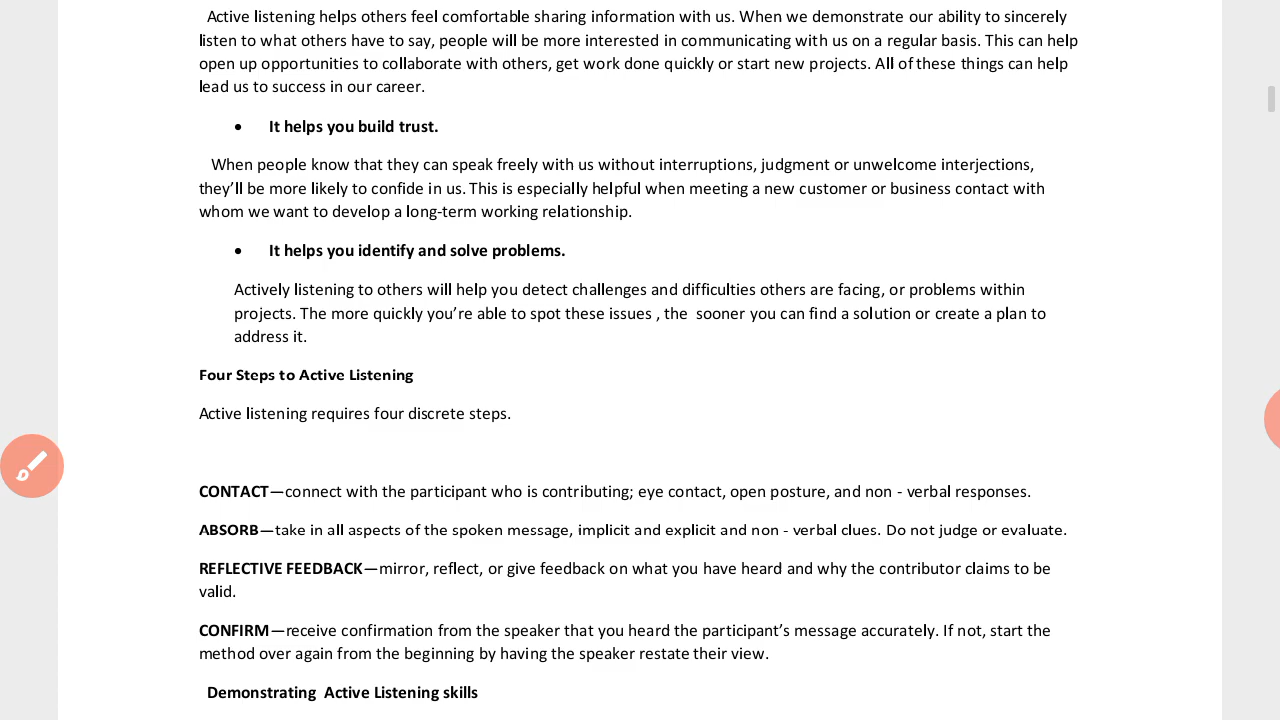 Active listening helps others feel comfortable sharing information with us. When we demonstrate our ability to sincerely
listen to what others have to say, people will be more interested in communicating with us on a regular basis. This can help
open up opportunities to collaborate with others, get work done quickly or start new projects. All of these things can help
lead us to success in our career.
• It helps you build trust.
When people know that they can speak freely with us without interruptions, judgment or unwelcome interjections,
they’ll be more likely to confide in us. This is especially helpful when meeting a new customer or business contact with
whom we want to develop a long-term working relationship.
• It helps you identify and solve problems.
Actively listening to others will help you detect challenges and difficulties others are facing, or problems within
projects. The more quickly you’re able to spot these issues , the  sooner you can find a solution or create a plan to
address it.
Four Steps to Active Listening
Active listening requires four discrete steps.
CONTACT—connect with the participant who is contributing; eye contact, open posture, and non - verbal responses.
ABSORB—take in all aspects of the spoken message, implicit and explicit and non - verbal clues. Do not judge or evaluate.
REFLECTIVE FEEDBACK—mirror, reflect, or give feedback on what you have heard and why the contributor claims to be
valid.
CONFIRM—receive confirmation from the speaker that you heard the participant’s message accurately. If not, start the
method over again from the beginning by having the speaker restate their view.
Demonstrating  Active Listening skills